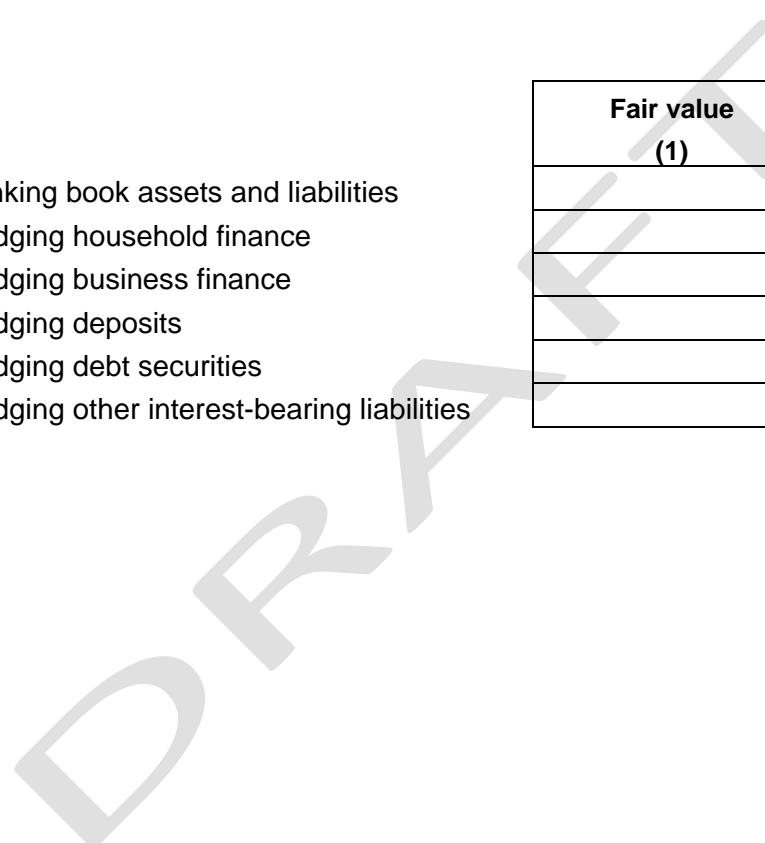 Fair value
(1)
nking book assets and liabilities
dging household finance
dging business finance
dging deposits
dging debt securities
dging other interest-bearing liabilities
DRAFT